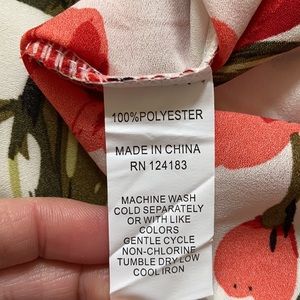 100%POLYESTER
MADE IN CHINA
RN 124183
MACHINE WASH
COLD SEPARATELY
OR WITH LIKE
COLORS
GENTLE CYCLE
NON-CHLORINE
TUMBLE DRY LOW
COOL IRON